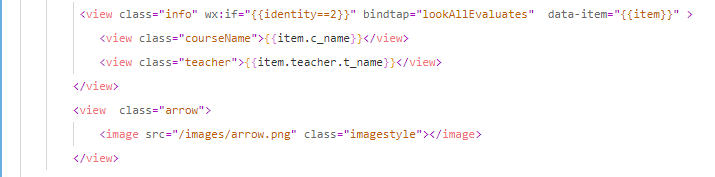 <view class="info" wx:if="{{identity==2}}" bindtap="lookAllEvaluates"  data-item="{{item}}" >
<view class="courseName">{{item.c_name}}</view>
<view class="teacher">{{item.teacher.t_name}}</view>
</view>
<view  class="arrow">
<image src="/images/arrow.png" class="imagestyle"></image>
</view>